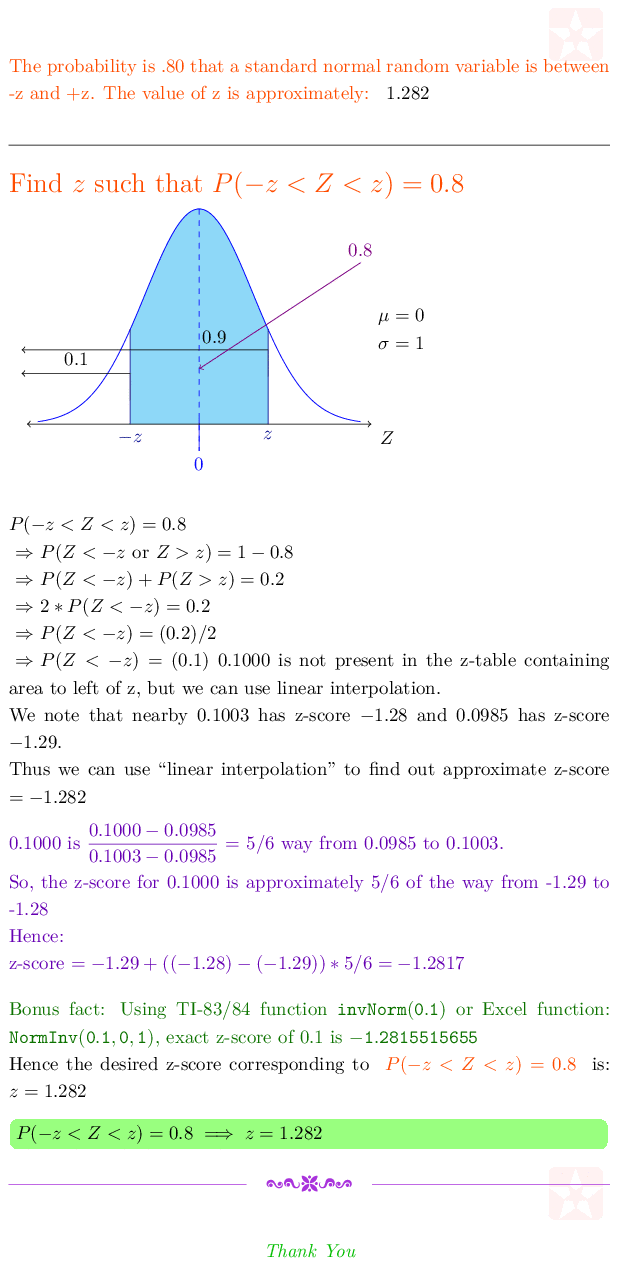 The probability is .80 that a standard normal random variable is between
-z and +z. The value of z is approximately: 1.282
Find z such that P(−z < Z < z) = 0.8
0.8
μ = 0
0.9
σ = 1
0.1
−z
z
Z
0
P(−z < Z < z) = 0.8
⇒ P(Z < −z or Z > z) = 1 − 0.8
⇒ P(Z < −z) + P(Z > z) = 0.2
⇒ 2 ∗ P(Z < −z) = 0.2
⇒ P(Z < −z) = (0.2)/2
⇒ P(Z < −z) = (0.1) 0.1000 is not present in the z-table containing
area to left of z, but we can use linear interpolation.
We note that nearby 0.1003 has z-score −1.28 and 0.0985 has z-score
−1.29.
Thus we can use “linear interpolation” to find out approximate z-score
= −1.282
0.1000 is (0.1000 − 0.0985)/(0.1003 − 0.0985) = 5/6 way from 0.0985 to 0.1003.
So, the z-score for 0.1000 is approximately 5/6 of the way from -1.29 to
-1.28
Hence:
z-score = −1.29 + ((−1.28) − (−1.29)) ∗ 5/6 = −1.2817
Bonus fact: Using TI-83/84 function invNorm(0.1) or Excel function:
NormInv(0.1, 0, 1), exact z-score of 0.1 is −1.2815515655
Hence the desired z-score corresponding to P(−z < Z < z) = 0.8 is:
z = 1.282
P(−z < Z < z) = 0.8 ⟹ z = 1.282
Thank You